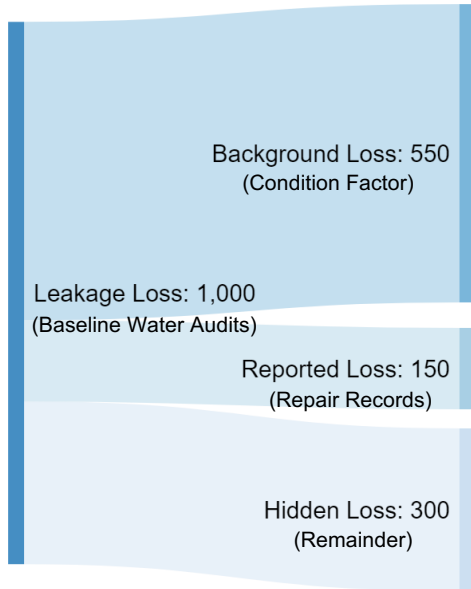 Background Loss: 550
(Condition Factor)
Leakage Loss: 1,000
(Baseline Water Audits)
Reported Loss: 150
(Repair Records)
Hidden Loss: 300
(Remainder)